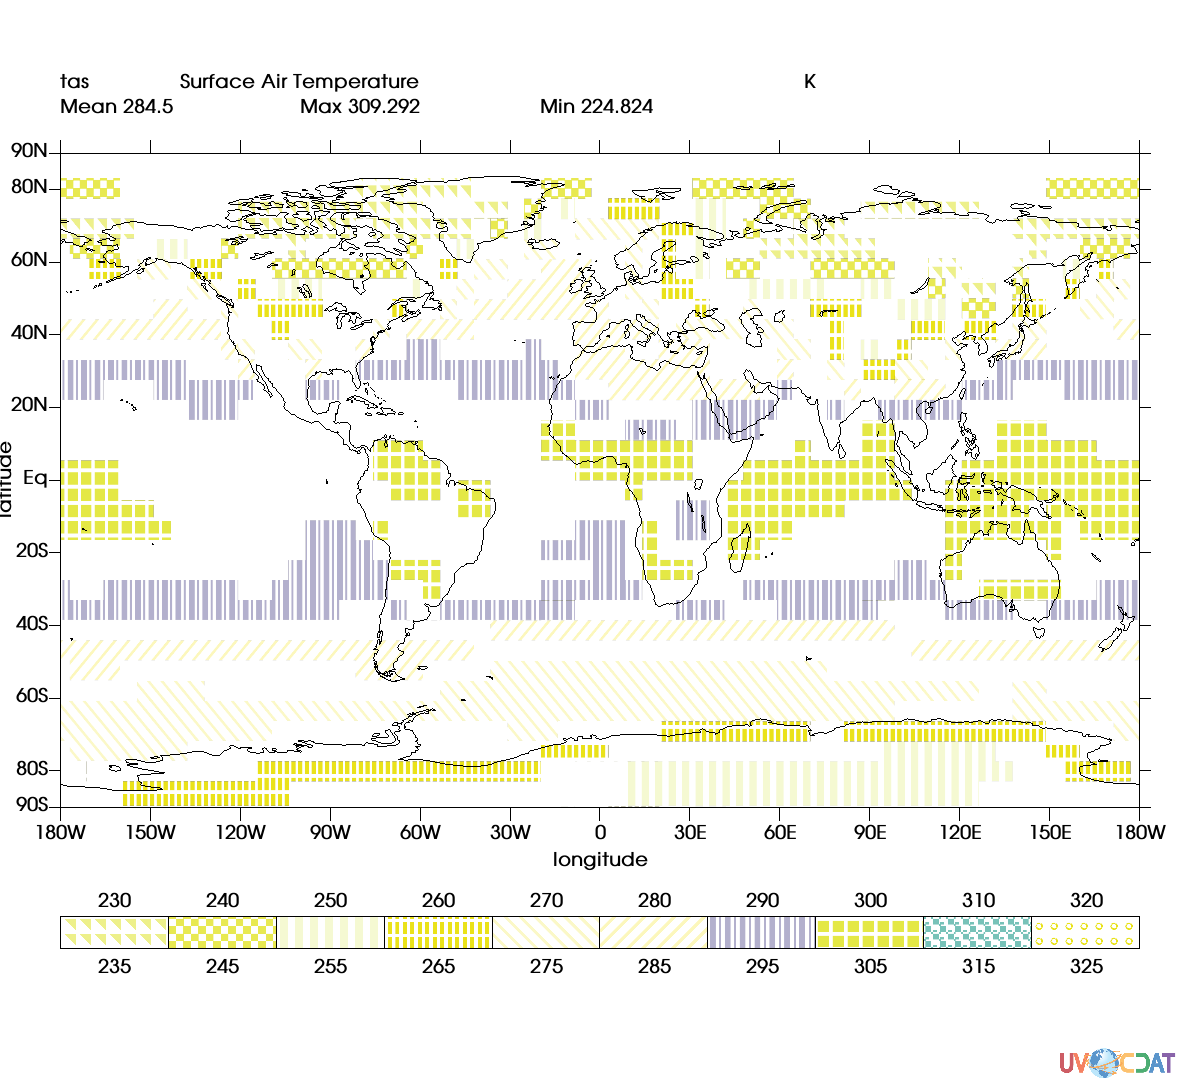 tas Surface Air Temperature K
Mean 284.5 Max 309.292 Min 224.824
90N
80N
60N
40N
20N
Eq
20S
40S
60S
80S
90S
latitude
180W 150W 120W 90W 60W 30W 0 30E 60E 90E 120E 150E 180W
longitude
230 240 250 260 270 280 290 300 310 320
235 245 255 265 275 285 295 305 315 325
UV CDAT